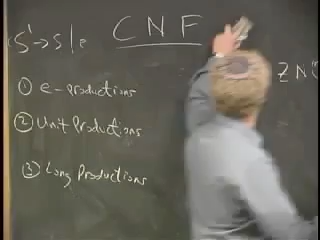 CNF
S' → S | ε
① e-productions
② Unit Productions
③ Long Productions